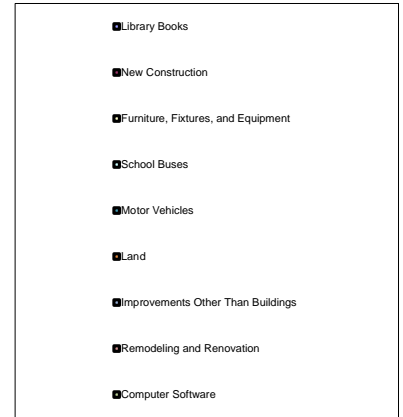 Library Books
New Construction
Furniture, Fixtures, and Equipment
School Buses
Motor Vehicles
Land
Improvements Other Than Buildings
Remodeling and Renovation
Computer Software